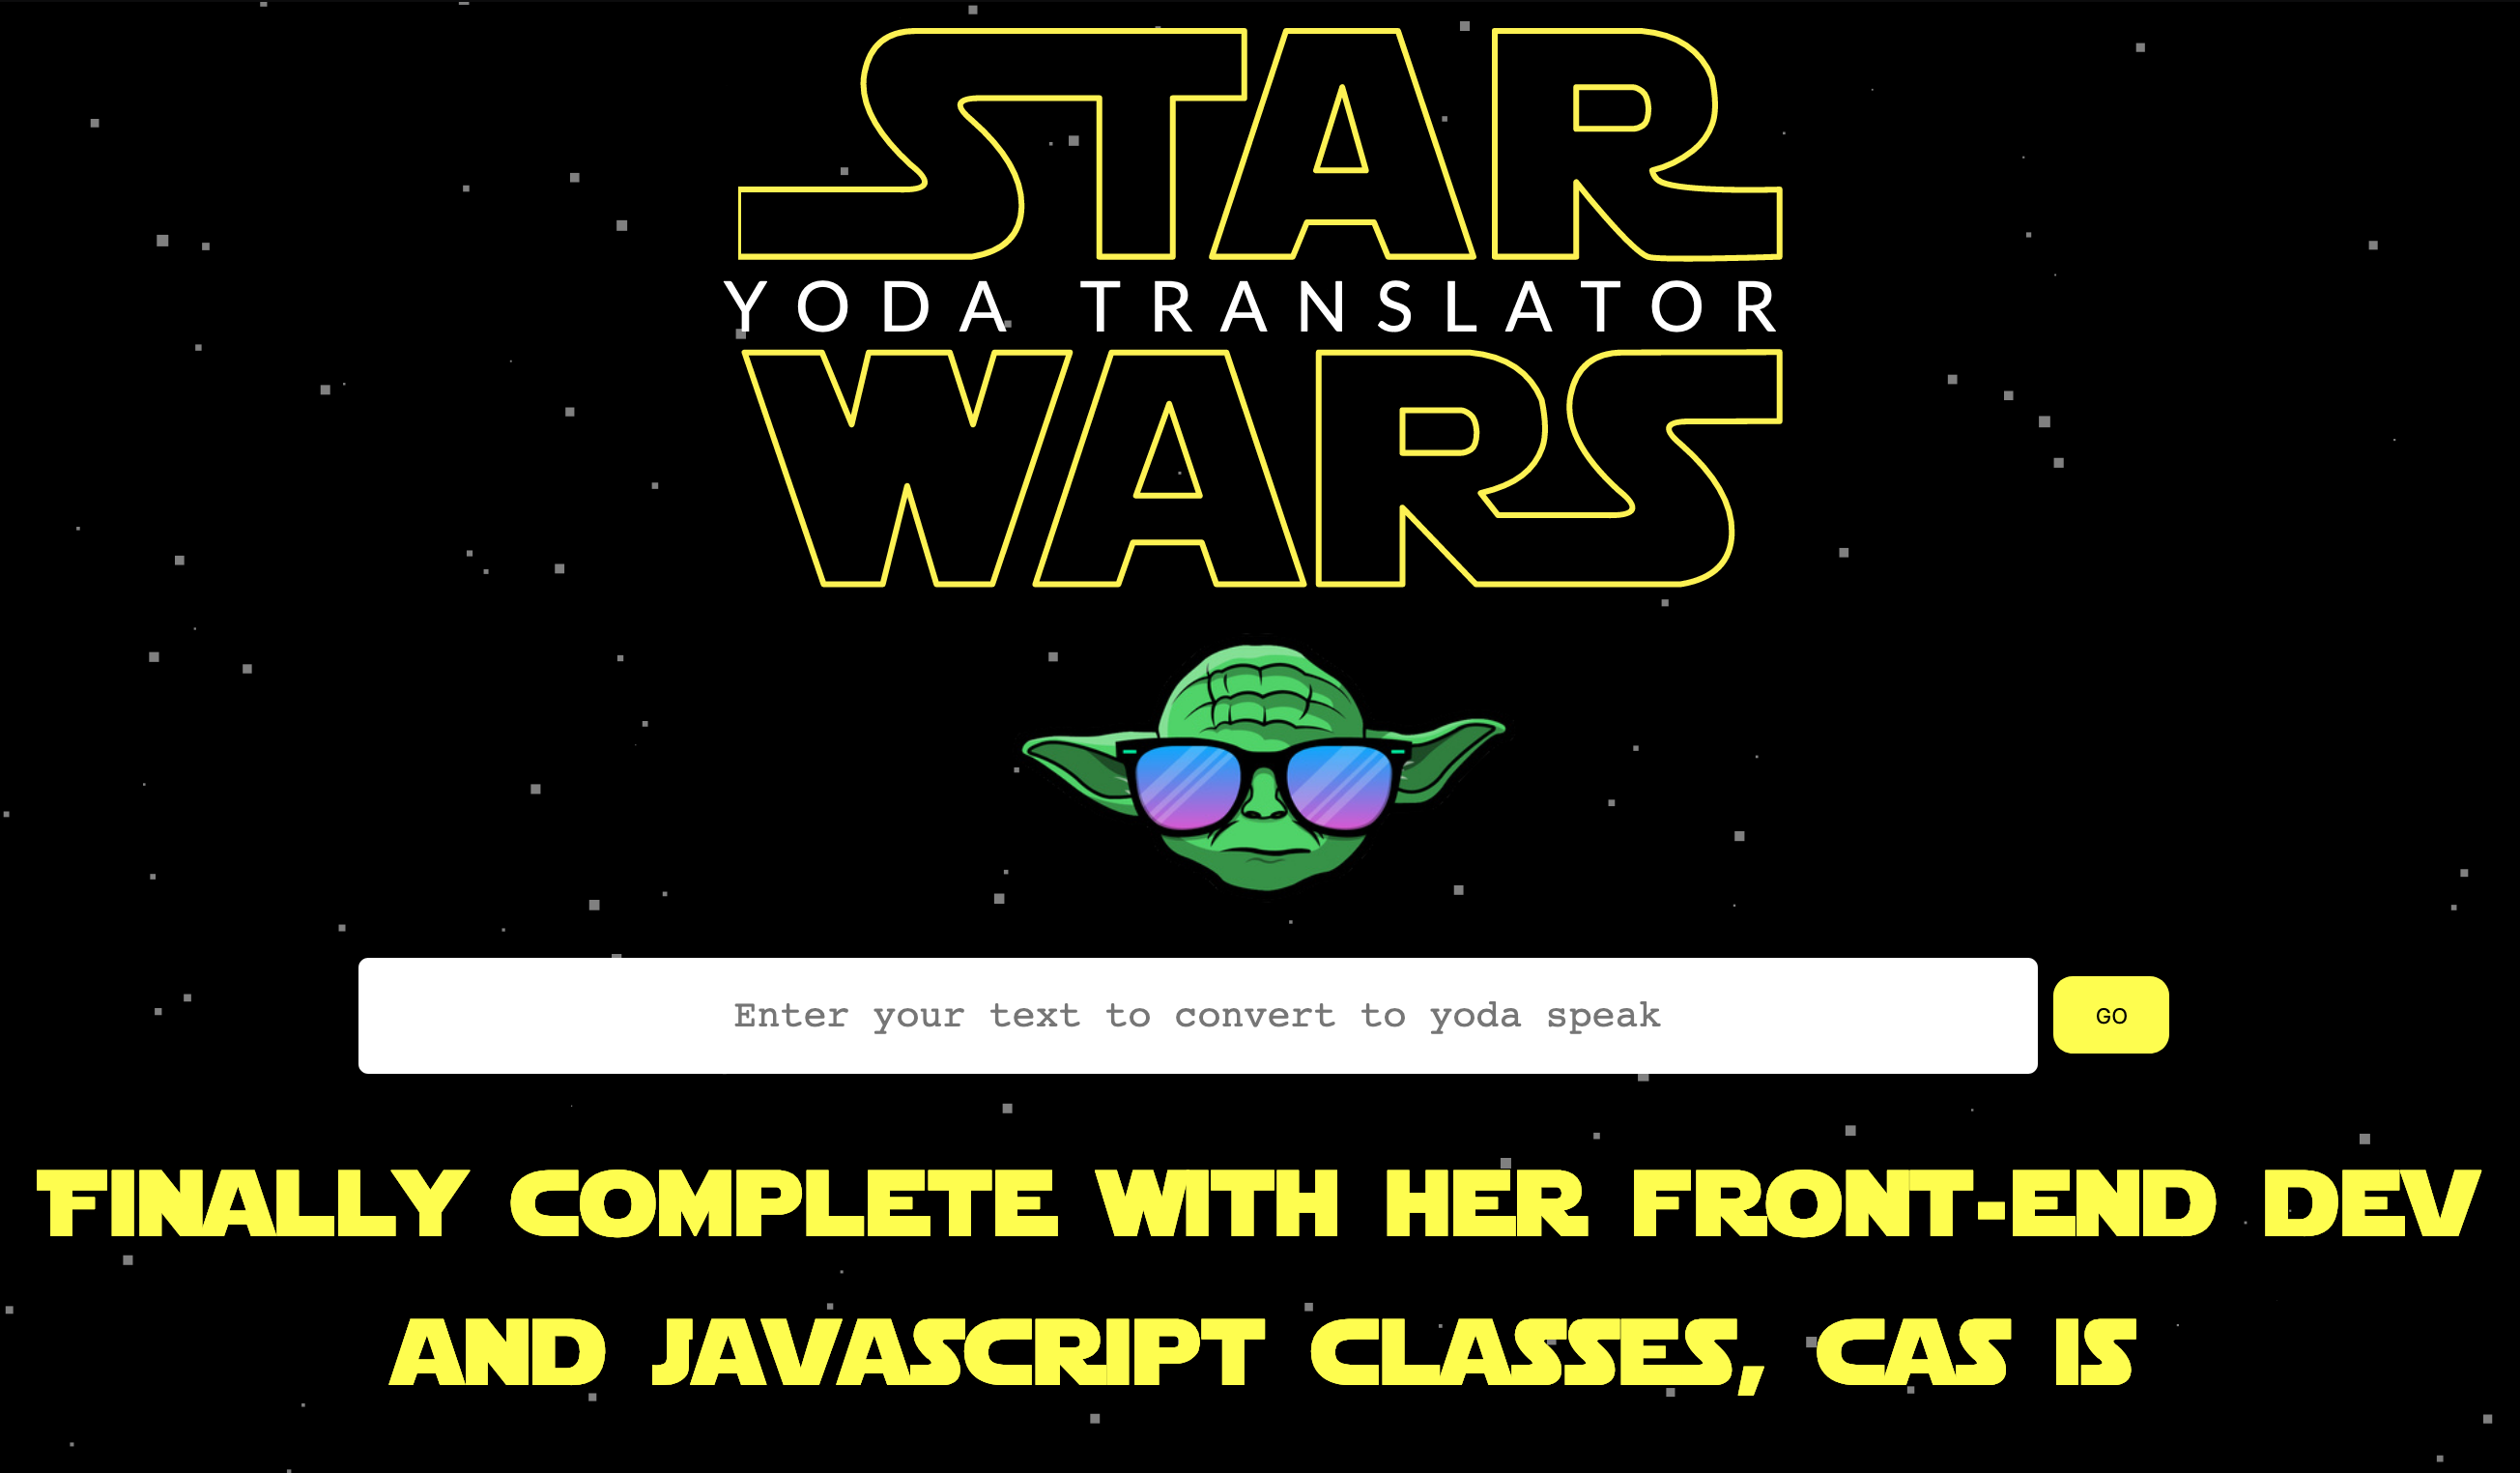 STAR
YODA TRANSLATOR
WARS
Enter your text to convert to yoda speak
GO
FINALLY COMPLETE WITH HER FRONT-END DEV
AND JAVASCRIPT CLASSES, CAS IS